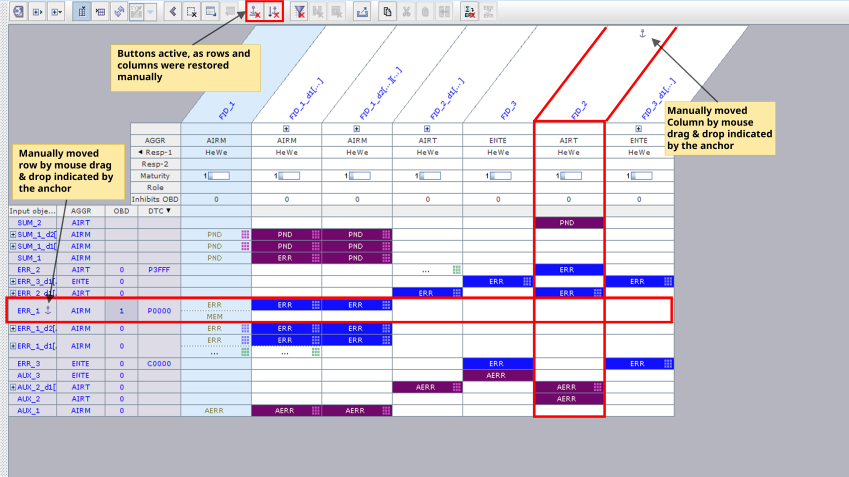 Buttons active, as rows and
columns were restored
manually
Manually moved
Column by mouse
drag & drop indicated
by the anchor
Manually moved
row by mouse drag
& drop indicated by
the anchor
FID_1 FID_1_d1[...] FID_1_d2[...][...] FID_2_d1[...] FID_3 FID_2 FID_3_d1[...]
AGGR AIRM AIRM AIRM AIRT ENTE AIRT ENTE
Resp-1 HeWe HeWe HeWe HeWe HeWe HeWe HeWe
Resp-2
Maturity 1 1 1 1 1 1 1
Role
Inhibits OBD 0 0 0 0 0 0 0
Input obje... AGGR OBD DTC
SUM_2 AIRT PND
SUM_1_d2[ AIRM PND PND PND
SUM_1_d1[ AIRM PND PND PND
SUM_1 AIRM PND ERR PND
ERR_2 AIRT 0 P3FFF ... ERR
ERR_3_d1[. ENTE 0 ERR ERR
ERR_2_d1[. AIRT 0 ERR ERR
ERR_1 AIRM 1 P0000 ERR ERR ERR
MEM
ERR_1_d2[. AIRM 0 ERR ERR ERR
ERR_1_d1[. AIRM 0 ERR ERR ERR
... ...
ERR_3 ENTE 0 C0000 ERR ERR
AUX_3 ENTE 0 AERR
AUX_2_d1[ AIRT 0 AERR AERR
AUX_2 AIRT 0 AERR
AUX_1 AIRM 0 AERR AERR AERR